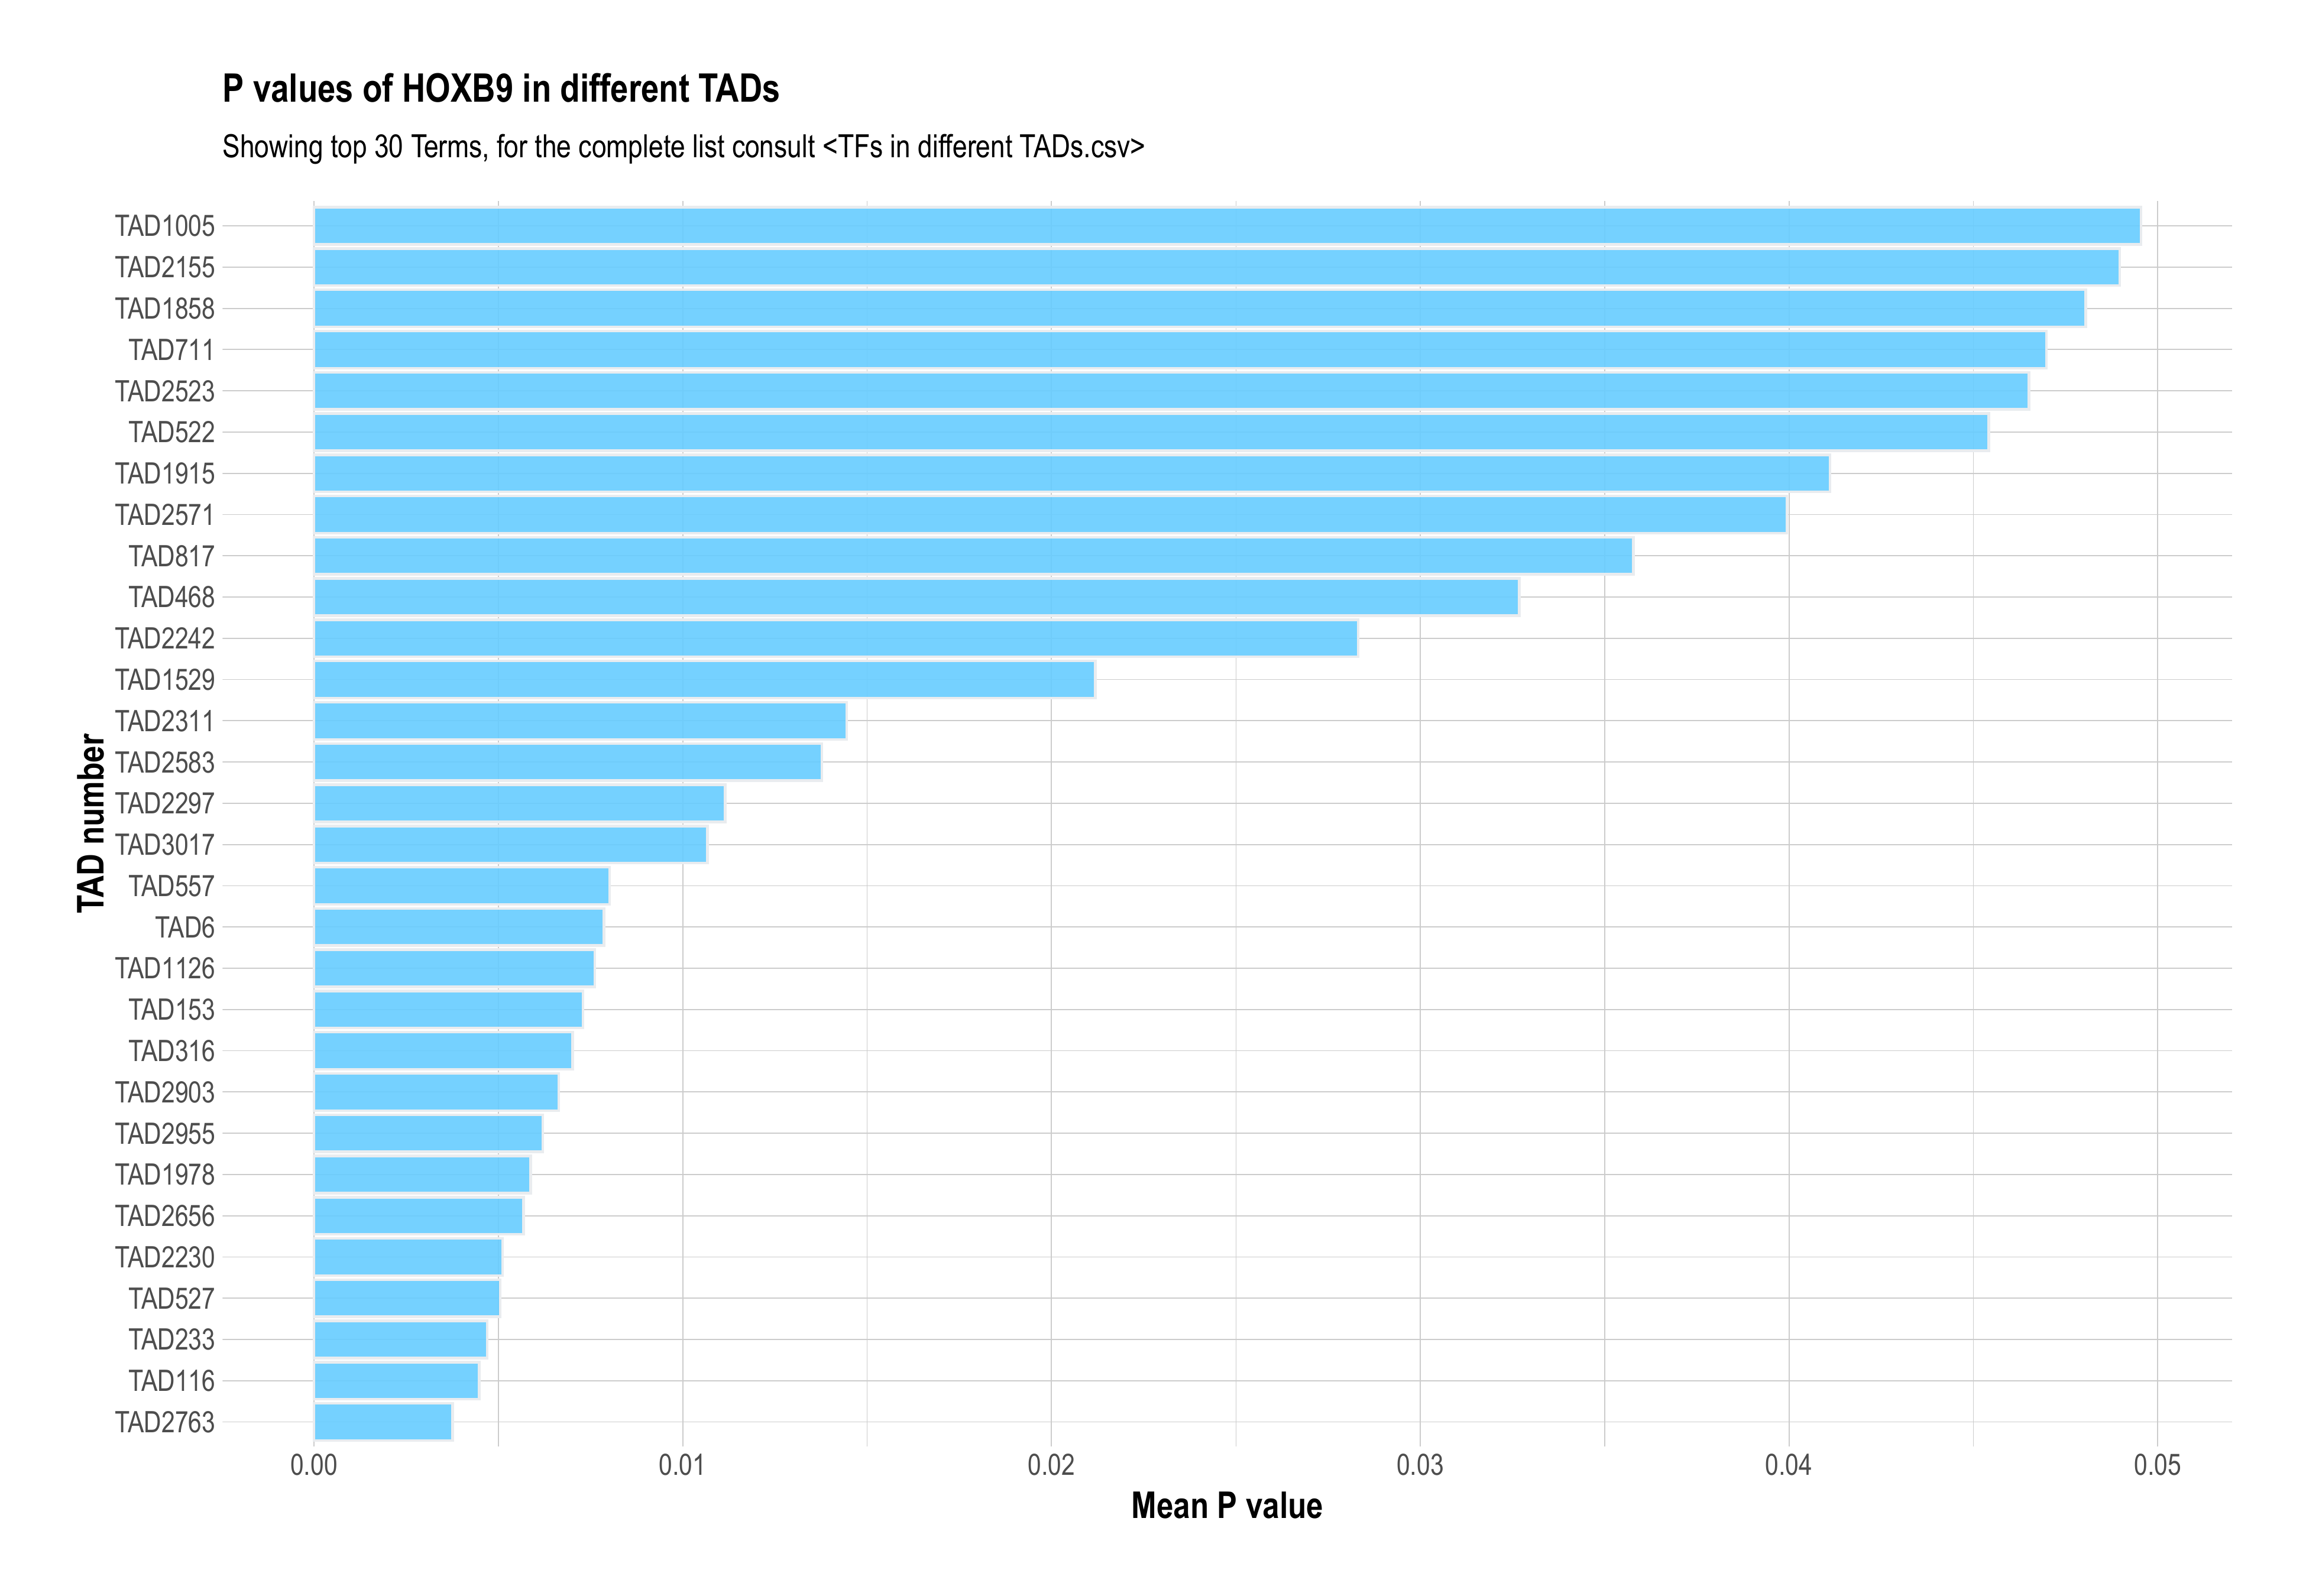 P values of HOXB9 in different TADs
Showing top 30 Terms, for the complete list consult <TFs in different TADs.csv>
TAD number
TAD1005
TAD2155
TAD1858
TAD711
TAD2523
TAD522
TAD1915
TAD2571
TAD817
TAD468
TAD2242
TAD1529
TAD2311
TAD2583
TAD2297
TAD3017
TAD557
TAD6
TAD1126
TAD153
TAD316
TAD2903
TAD2955
TAD1978
TAD2656
TAD2230
TAD527
TAD233
TAD116
TAD2763
0.00 0.01 0.02 0.03 0.04 0.05
Mean P value